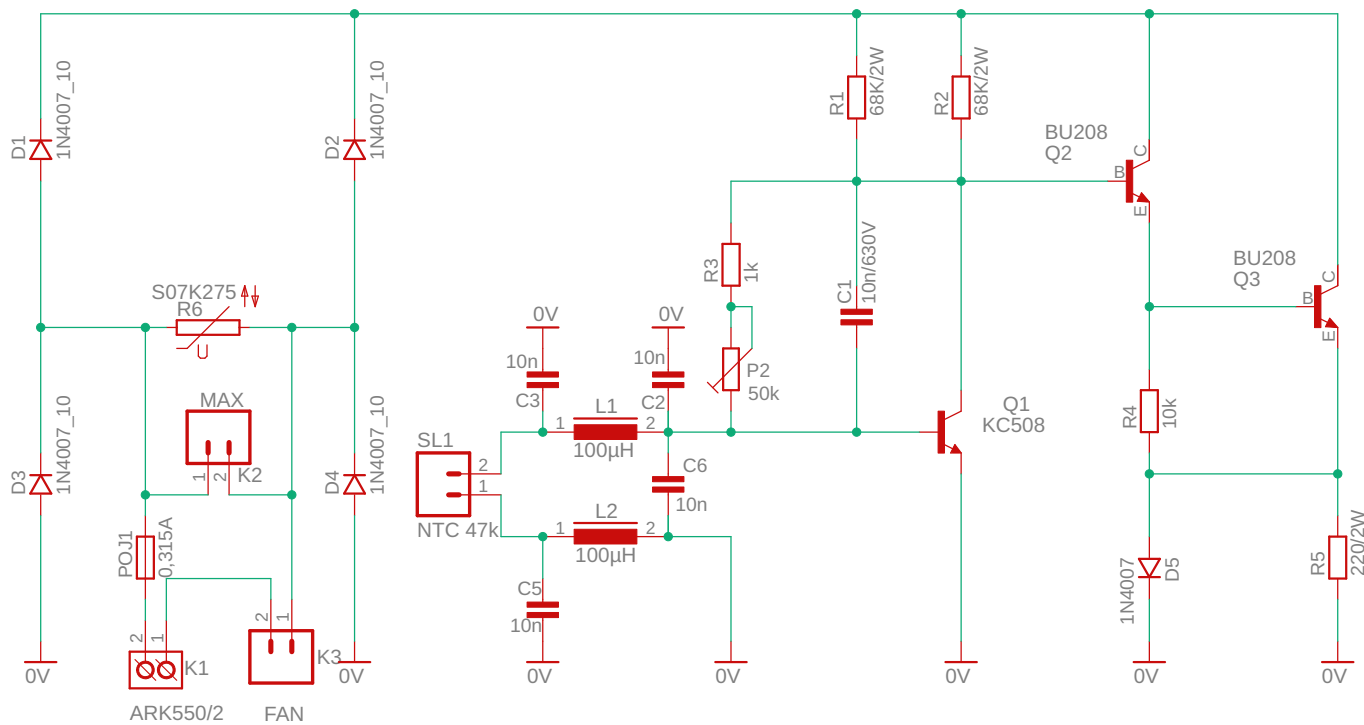 D1
1N4007_10
D2
1N4007_10
R1
68K/2W
R2
68K/2W
BU208
Q2
C
B
E
BU208
Q3
C
B
E
S07K275
R6
U
R3
1k
C1
10n/630V
0V
0V
10n
C3
10n
C2
P2
50k
MAX
1
2
K2
D3
1N4007_10
D4
1N4007_10
SL1
2
1
NTC 47k
1
L1
2
100µH
C6
10n
1
L2
2
100µH
Q1
KC508
R4
10k
POJ1
0,315A
C5
10n
1N4007
D5
R5
220/2W
2
1
K1
ARK550/2
2
1
K3
FAN
0V
0V
0V
0V
0V
0V
0V